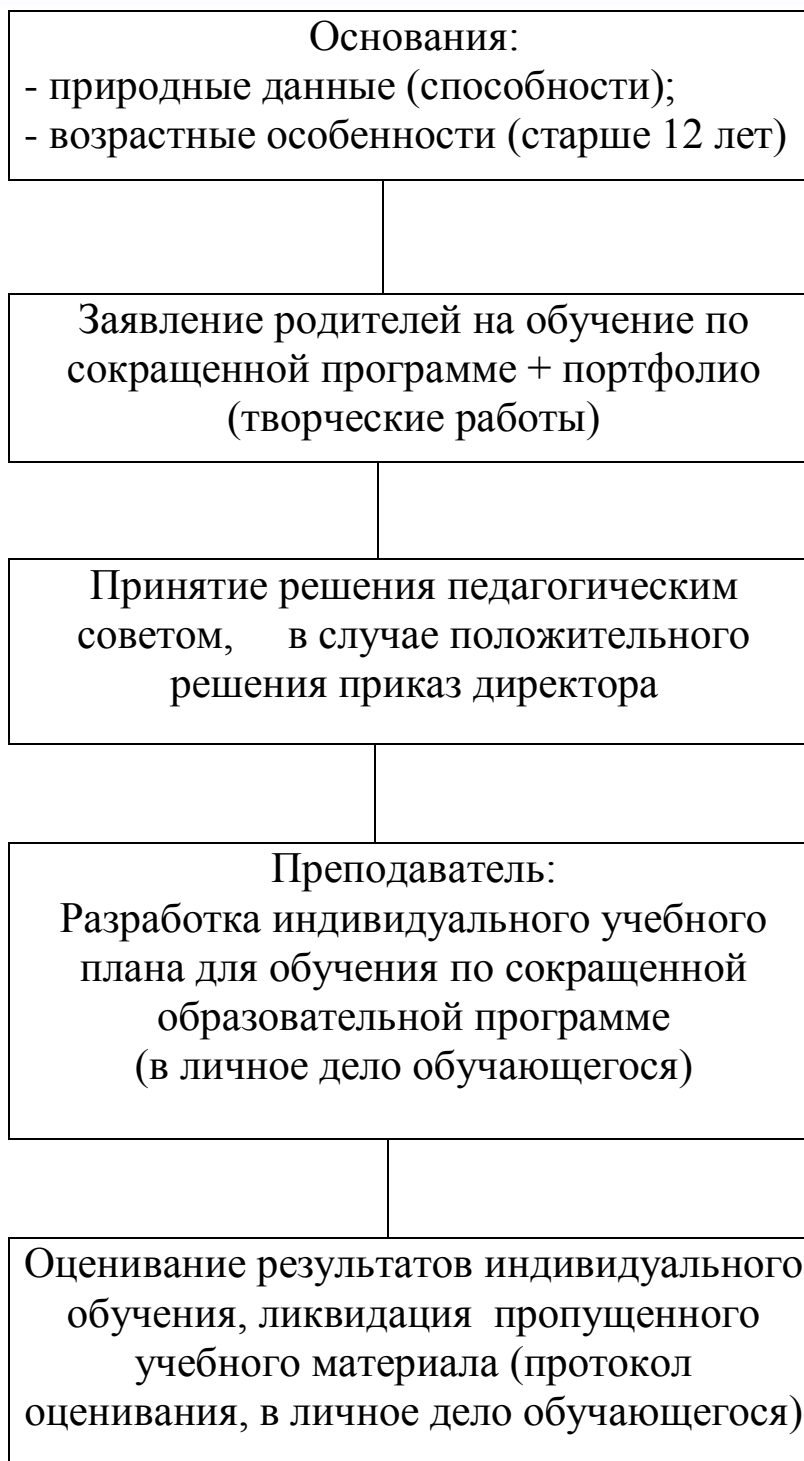 Основания:
- природные данные (способности);
- возрастные особенности (старше 12 лет)
Заявление родителей на обучение по
сокращенной программе + портфолио
(творческие работы)
Принятие решения педагогическим
советом, в случае положительного
решения приказ директора
Преподаватель:
Разработка индивидуального учебного
плана для обучения по сокращенной
образовательной программе
(в личное дело обучающегося)
Оценивание результатов индивидуального
обучения, ликвидация пропущенного
учебного материала (протокол
оценивания, в личное дело обучающегося)